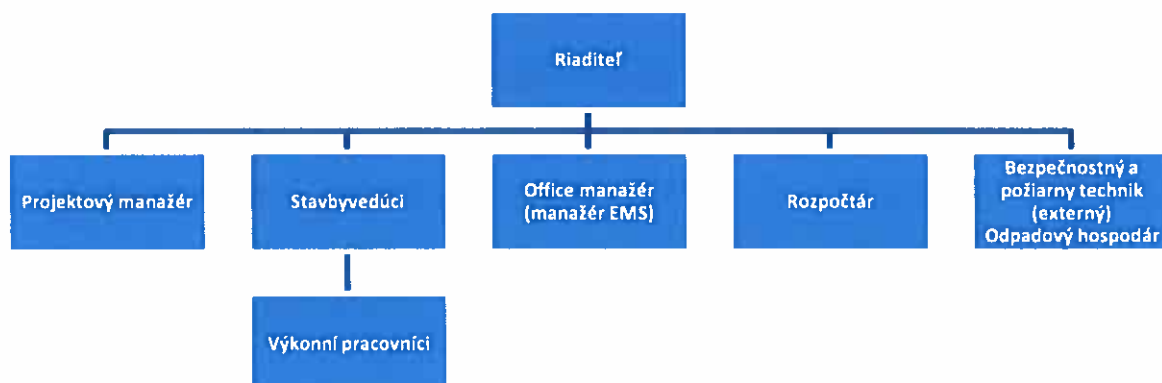 Riaditeľ
Projektový manažér
Stavbyvedúci
Office manažér
(manažér EMS)
Rozpočtár
Bezpečnostný a
požiarny technik
(externý)
Odpadový hospodár
Výkonní pracovníci